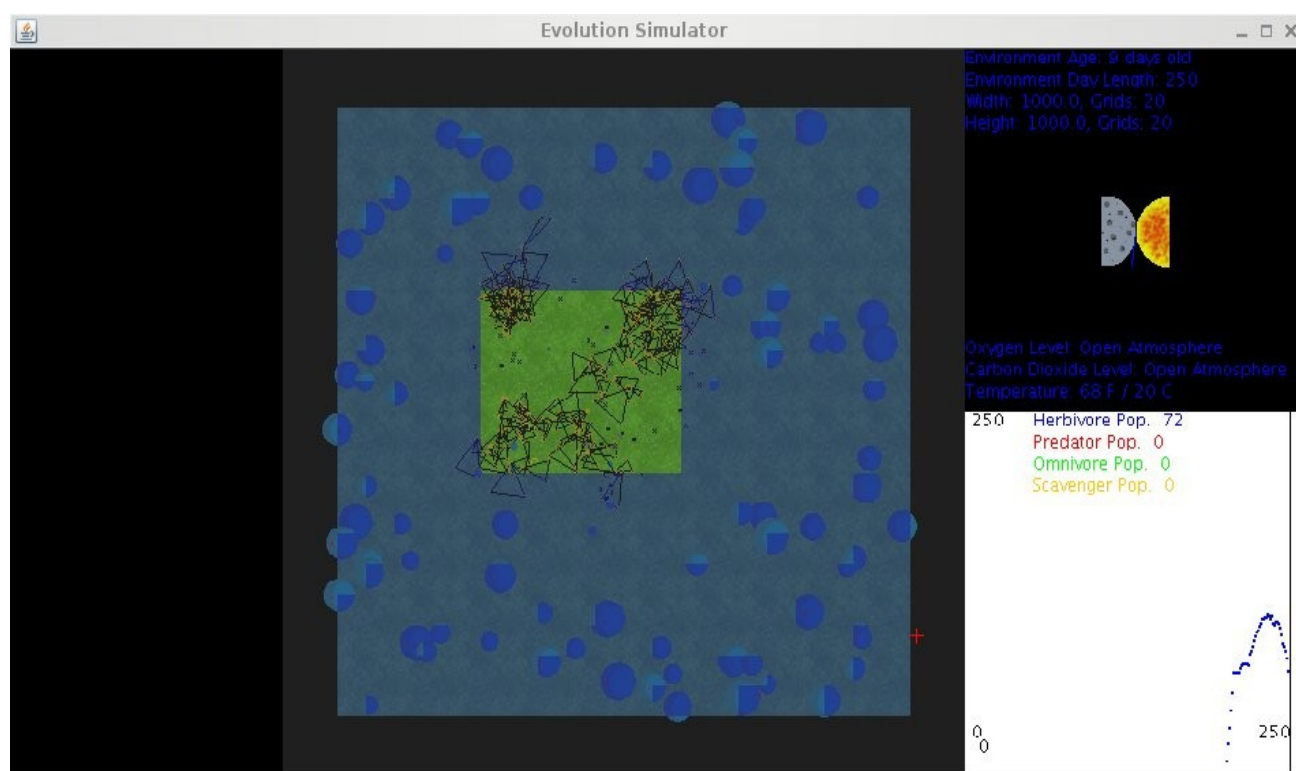 Evolution Simulator
Environment Age: 9 days old
Environment Day Length: 250
Width: 1000.0, Grids: 20
Height: 1000.0, Grids: 20
Oxygen Level: Open Atmosphere
Carbon Dioxide Level: Open Atmosphere
Temperature: 68 F / 20 C
250 Herbivore Pop. 72
Predator Pop. 0
Omnivore Pop. 0
Scavenger Pop. 0
0 250
0